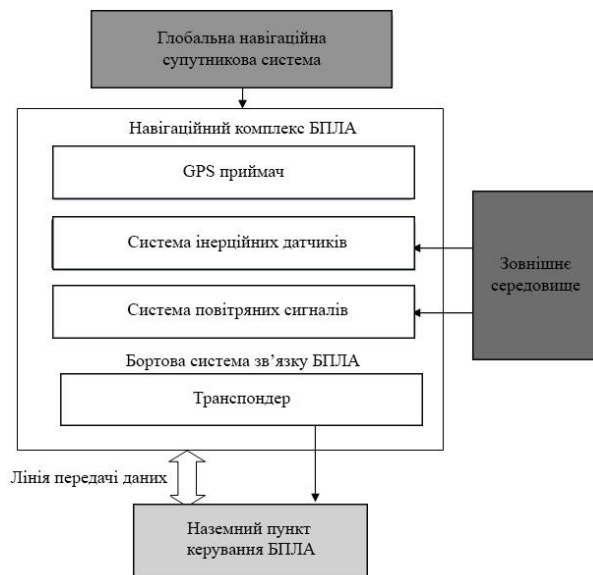 Глобальна навігаційна
супутникова система
Навігаційний комплекс БПЛА
GPS приймач
Система інерційних датчиків
Зовнішнє
середовище
Система повітряних сигналів
Бортова система зв’язку БПЛА
Транспондер
Лінія передачі даних
Наземний пункт
керування БПЛА